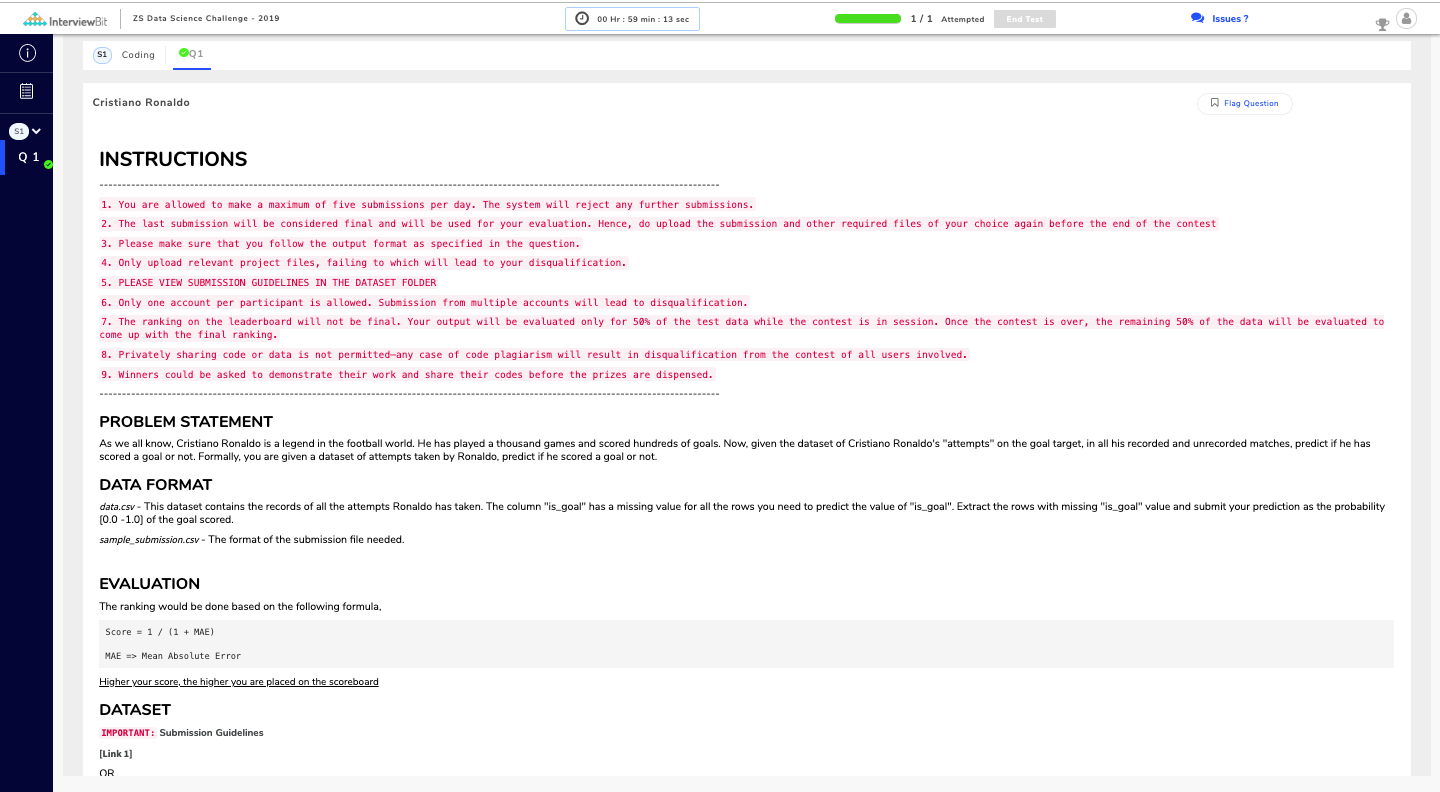 InterviewBit
ZS Data Science Challenge - 2019
00 Hr : 59 min : 13 sec
1 / 1 Attempted
End Test
Issues ?
S1 Coding
Q1
S1
Q 1
Cristiano Ronaldo
Flag Question
INSTRUCTIONS
-----------------------------------------------------------------------------------------------------------------------------------------
1. You are allowed to make a maximum of five submissions per day. The system will reject any further submissions.
2. The last submission will be considered final and will be used for your evaluation. Hence, do upload the submission and other required files of your choice again before the end of the contest
3. Please make sure that you follow the output format as specified in the question.
4. Only upload relevant project files, failing to which will lead to your disqualification.
5. PLEASE VIEW SUBMISSION GUIDELINES IN THE DATASET FOLDER
6. Only one account per participant is allowed. Submission from multiple accounts will lead to disqualification.
7. The ranking on the leaderboard will not be final. Your output will be evaluated only for 50% of the test data while the contest is in session. Once the contest is over, the remaining 50% of the data will be evaluated to
come up with the final ranking.
8. Privately sharing code or data is not permitted—any case of code plagiarism will result in disqualification from the contest of all users involved.
9. Winners could be asked to demonstrate their work and share their codes before the prizes are dispensed.
-----------------------------------------------------------------------------------------------------------------------------------------
PROBLEM STATEMENT
As we all know, Cristiano Ronaldo is a legend in the football world. He has played a thousand games and scored hundreds of goals. Now, given the dataset of Cristiano Ronaldo's "attempts" on the goal target, in all his recorded and unrecorded matches, predict if he has
scored a goal or not. Formally, you are given a dataset of attempts taken by Ronaldo, predict if he scored a goal or not.
DATA FORMAT
data.csv - This dataset contains the records of all the attempts Ronaldo has taken. The column "is_goal" has a missing value for all the rows you need to predict the value of "is_goal". Extract the rows with missing "is_goal" value and submit your prediction as the probability
[0.0 -1.0] of the goal scored.
sample_submission.csv - The format of the submission file needed.
EVALUATION
The ranking would be done based on the following formula,
Score = 1 / (1 + MAE)
MAE => Mean Absolute Error
Higher your score, the higher you are placed on the scoreboard
DATASET
IMPORTANT: Submission Guidelines
[Link 1]
OR